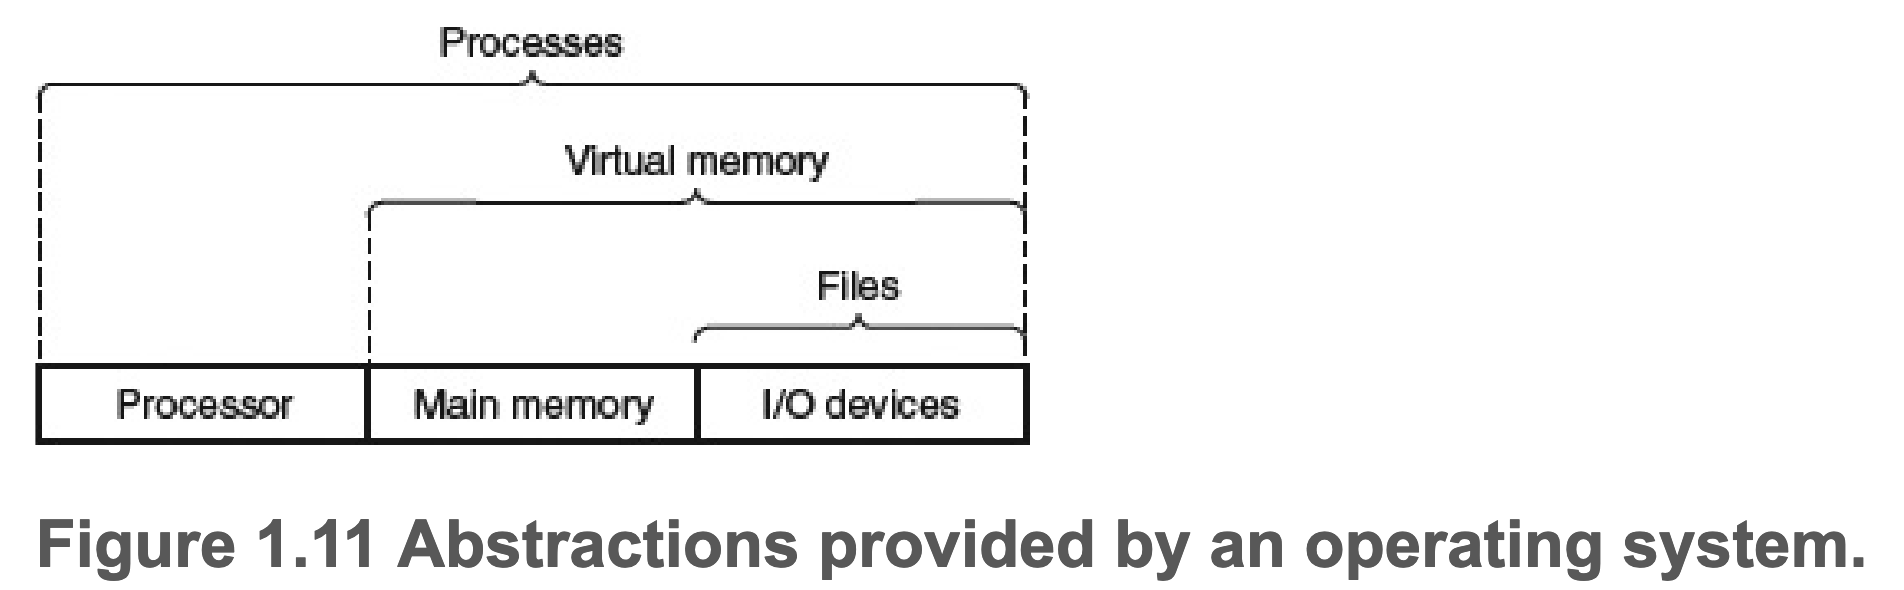 Processes
Virtual memory
Files
Processor Main memory I/O devices
Figure 1.11 Abstractions provided by an operating system.